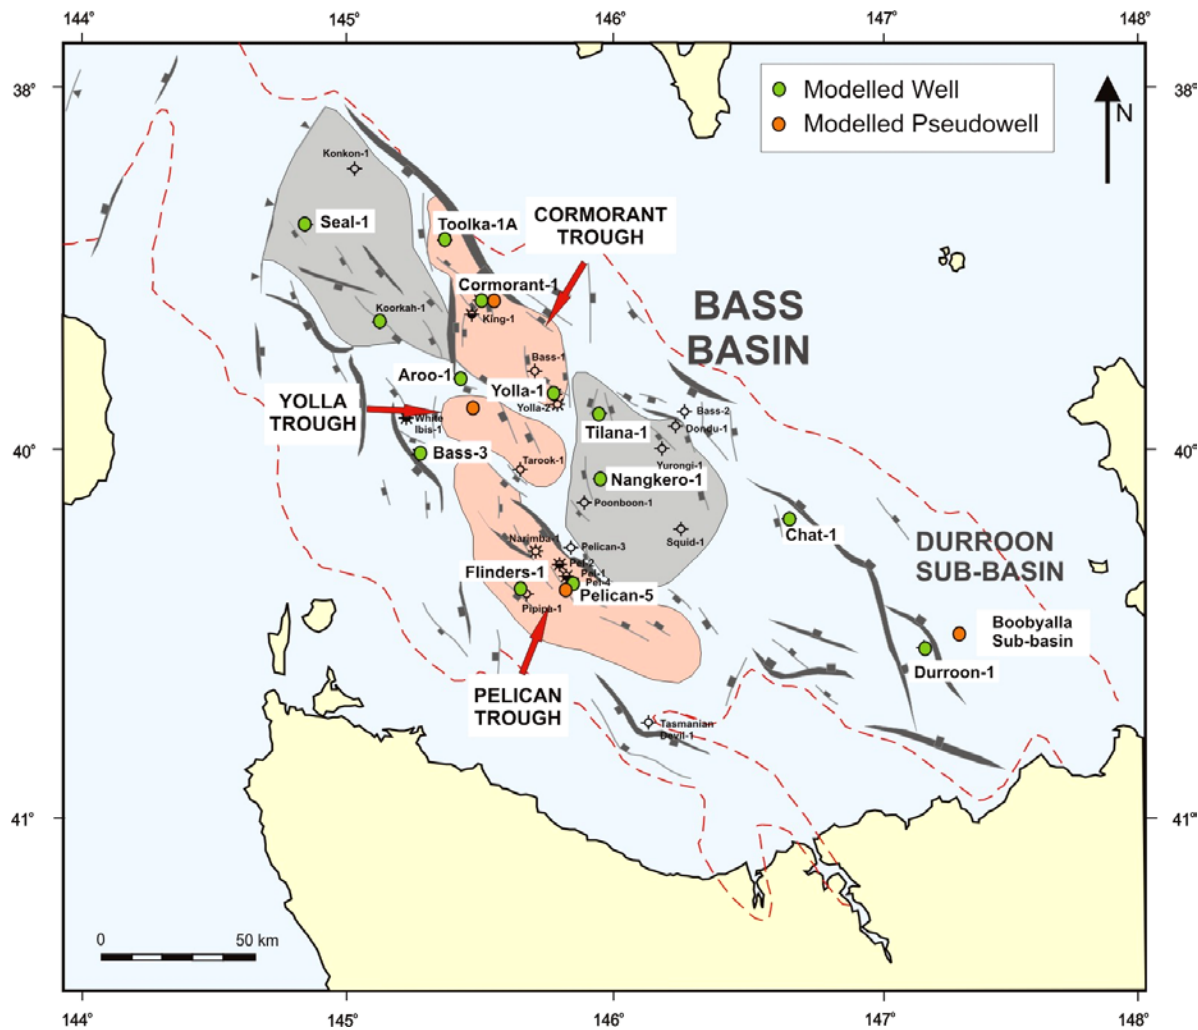 144°
145°
146°
147°
148°
38°
38°
Modelled Well
Modelled Pseudowell
N
Konkon-1
Seal-1
Toolka-1A
CORMORANT
TROUGH
Cormorant-1
King-1
Koorkah-1
BASS
BASIN
Bass-1
Aroo-1
Yolla-1
Yolla-2
YOLLA
TROUGH
White
Ibis-1
Bass-3
Tilana-1
Bass-2
Dondu-1
Yurongi-1
40°
40°
Tarook-1
Nangkero-1
Poonboon-1
Squid-1
Chat-1
Narimba-1
Pelican-3
Pel-2
Pel-1
Pel-4
Flinders-1
Pelican-5
Pipipa-1
DURROON
SUB-BASIN
Boobyalla
Sub-basin
Durroon-1
PELICAN
TROUGH
Tasmanian
Devil-1
41°
41°
0
50 km
144°
145°
146°
147°
148°